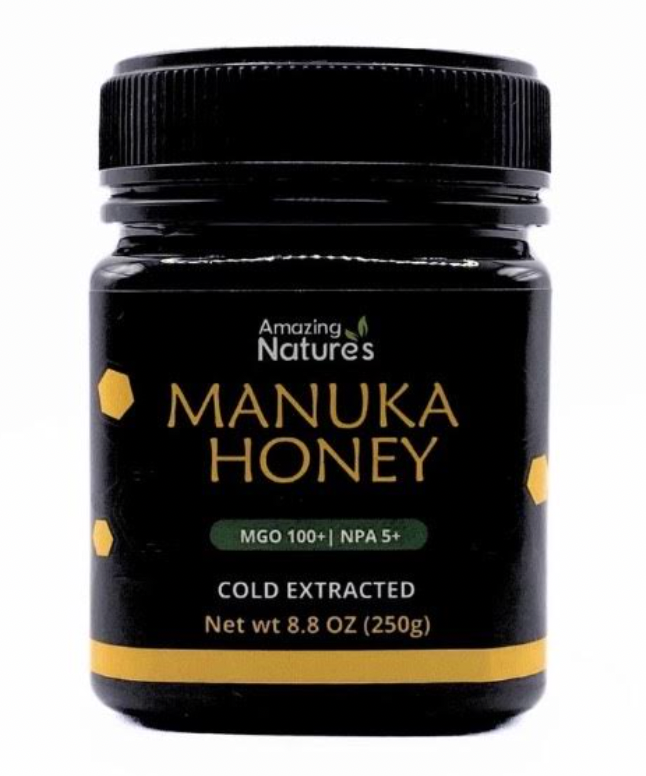 Amazing
Nature's
MANUKA
HONEY
MGO 100+| NPA 5+
COLD EXTRACTED
Net wt 8.8 OZ (250g)